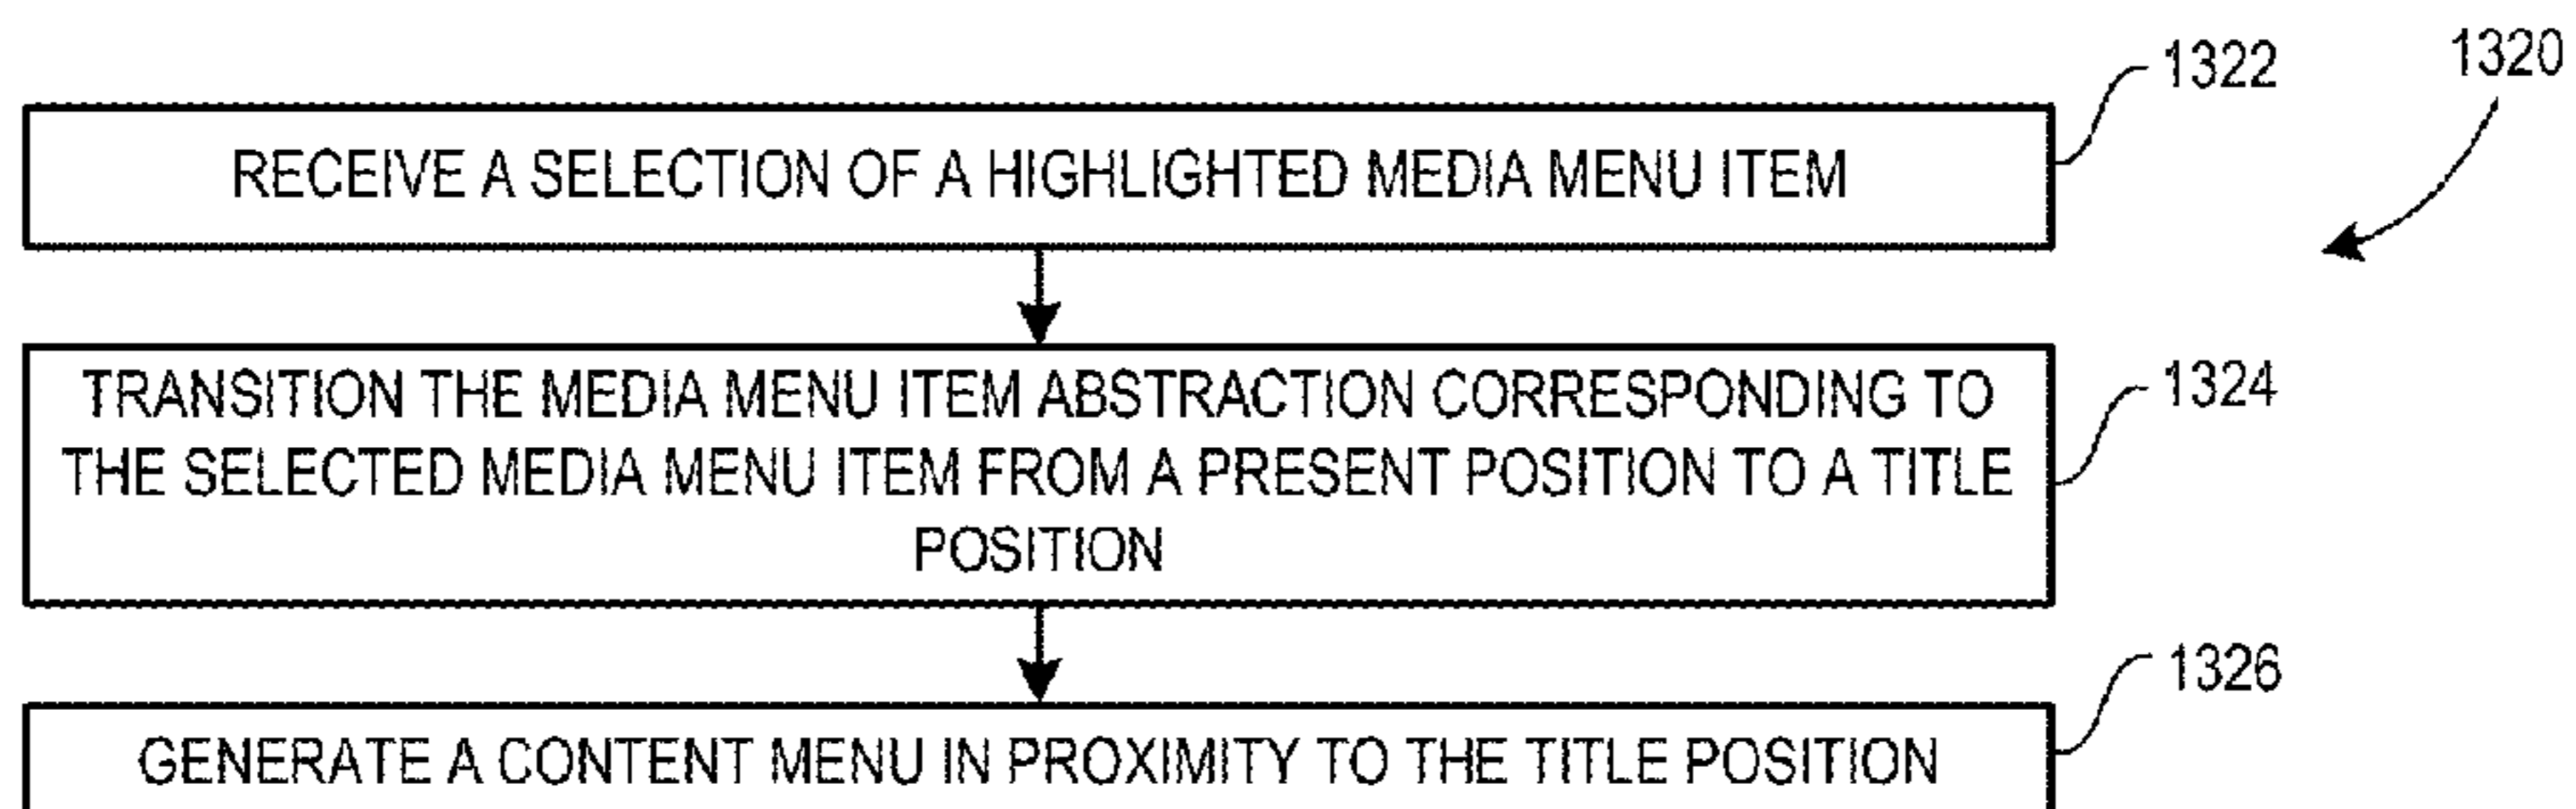 1320
1322
RECEIVE A SELECTION OF A HIGHLIGHTED MEDIA MENU ITEM
1324
TRANSITION THE MEDIA MENU ITEM ABSTRACTION CORRESPONDING TO
THE SELECTED MEDIA MENU ITEM FROM A PRESENT POSITION TO A TITLE
POSITION
1326
GENERATE A CONTENT MENU IN PROXIMITY TO THE TITLE POSITION